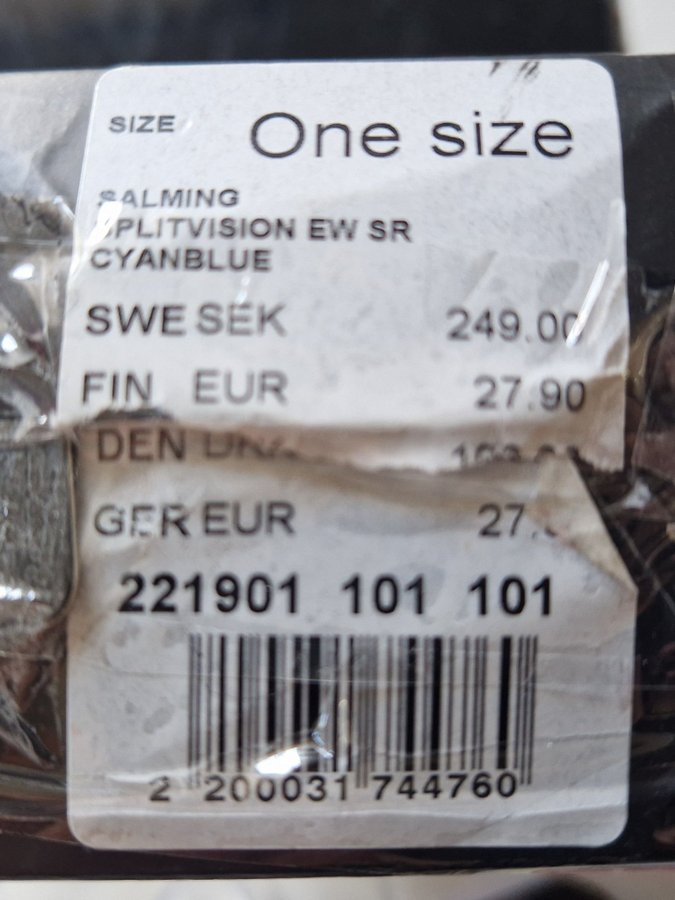 SIZE One size
SALMING
SPLITVISION EW SR
CYANBLUE
SWE SEK 249.00
FIN EUR 27.90
DEN
GER EUR
221901 101 101
2 200031 744760